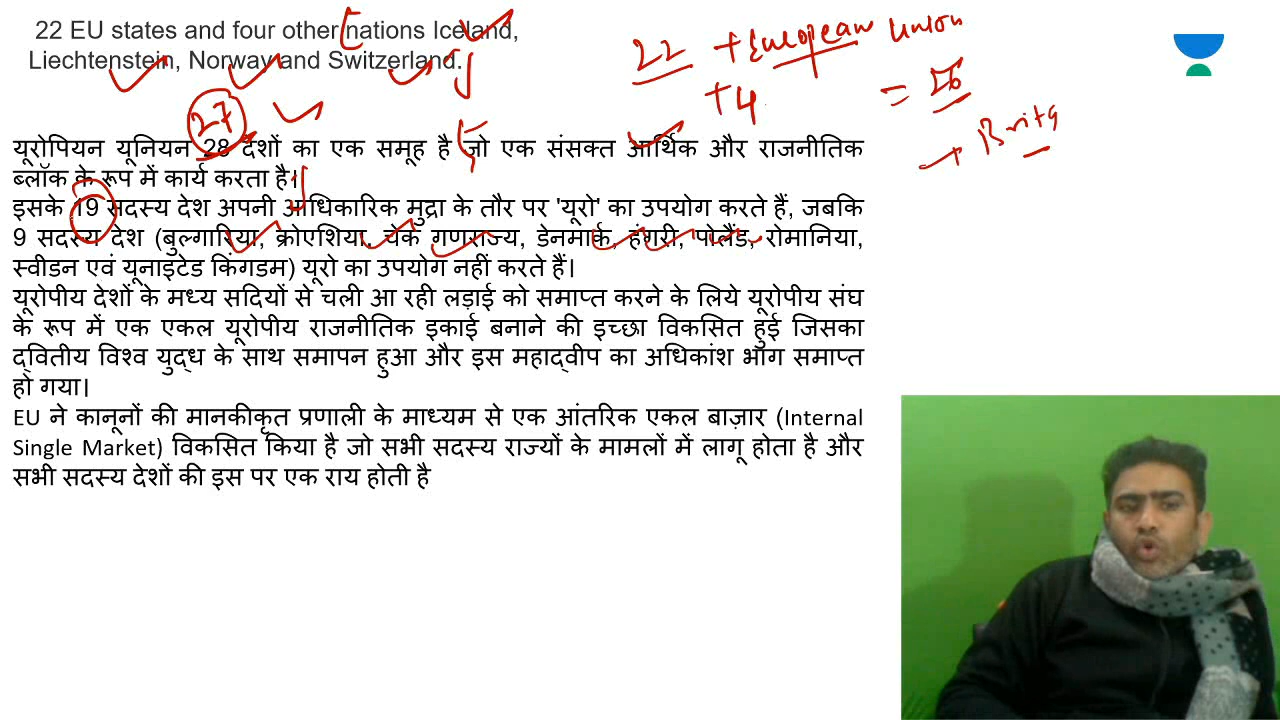 22 EU states and four other nations Iceland,
Liechtenstein, Norway and Switzerland.
22 + European Union
+4 = 26
→ Brita
27
यूरोपियन यूनियन 28 देशों का एक समूह है जो एक संसक्त आर्थिक और राजनीतिक
ब्लॉक के रूप में कार्य करता है।
इसके 19 सदस्य देश अपनी आधिकारिक मुद्रा के तौर पर 'यूरो' का उपयोग करते हैं, जबकि
9 सदस्य देश (बुल्गारिया, क्रोएशिया, चेक गणराज्य, डेनमार्क, हंगरी, पोलैंड, रोमानिया,
स्वीडन एवं यूनाइटेड किंगडम) यूरो का उपयोग नहीं करते हैं।
यूरोपीय देशों के मध्य सदियों से चली आ रही लड़ाई को समाप्त करने के लिये यूरोपीय संघ
के रूप में एक एकल यूरोपीय राजनीतिक इकाई बनाने की इच्छा विकसित हुई जिसका
द्वितीय विश्व युद्ध के साथ समापन हुआ और इस महाद्वीप का अधिकांश भाग समाप्त
हो गया।
EU ने कानूनों की मानकीकृत प्रणाली के माध्यम से एक आंतरिक एकल बाज़ार (Internal
Single Market) विकसित किया है जो सभी सदस्य राज्यों के मामलों में लागू होता है और
सभी सदस्य देशों की इस पर एक राय होती है